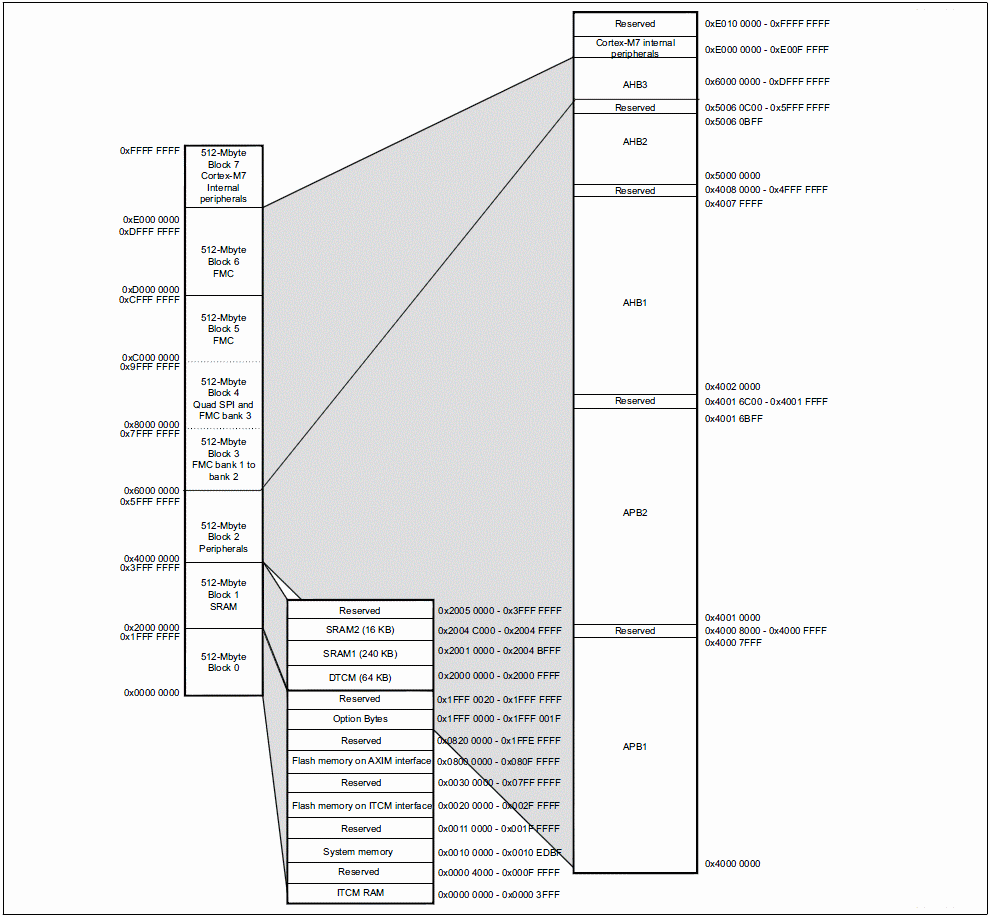 0xFFFF FFFF
512-Mbyte
Block 7
Cortex-M7
Internal
peripherals
0xE000 0000
0xDFFF FFFF
512-Mbyte
Block 6
FMC
0xD000 0000
0xCFFF FFFF
512-Mbyte
Block 5
FMC
0xC000 0000
0x9FFF FFFF
512-Mbyte
Block 4
Quad SPI and
FMC bank 3
0x8000 0000
0x7FFF FFFF
512-Mbyte
Block 3
FMC bank 1 to
bank 2
0x6000 0000
0x5FFF FFFF
512-Mbyte
Block 2
Peripherals
0x4000 0000
0x3FFF FFFF
512-Mbyte
Block 1
SRAM
0x2000 0000
0x1FFF FFFF
512-Mbyte
Block 0
0x0000 0000
Reserved 0x2005 0000 - 0x3FFF FFFF
SRAM2 (16 KB) 0x2004 C000 - 0x2004 FFFF
SRAM1 (240 KB) 0x2001 0000 - 0x2004 BFFF
DTCM (64 KB) 0x2000 0000 - 0x2000 FFFF
Reserved 0x1FFF 0020 - 0x1FFF FFFF
Option Bytes 0x1FFF 0000 - 0x1FFF 001F
Reserved 0x0820 0000 - 0x1FFE FFFF
Flash memory on AXIM interface 0x0800 0000 - 0x080F FFFF
Reserved 0x0030 0000 - 0x07FF FFFF
Flash memory on ITCM interface 0x0020 0000 - 0x002F FFFF
Reserved 0x0011 0000 - 0x001F FFFF
System memory 0x0010 0000 - 0x0010 EDBF
Reserved 0x0000 4000 - 0x000F FFFF
ITCM RAM 0x0000 0000 - 0x0000 3FFF
Reserved 0xE010 0000 - 0xFFFF FFFF
Cortex-M7 internal
peripherals
0xE000 0000 - 0xE00F FFFF
AHB3 0x6000 0000 - 0xDFFF FFFF
Reserved 0x5006 0C00 - 0x5FFF FFFF
0x5006 0BFF
AHB2
0x5000 0000
Reserved 0x4008 0000 - 0x4FFF FFFF
0x4007 FFFF
AHB1
0x4002 0000
Reserved 0x4001 6C00 - 0x4001 FFFF
0x4001 6BFF
APB2
0x4001 0000
Reserved 0x4000 8000 - 0x4000 FFFF
0x4000 7FFF
APB1
0x4000 0000